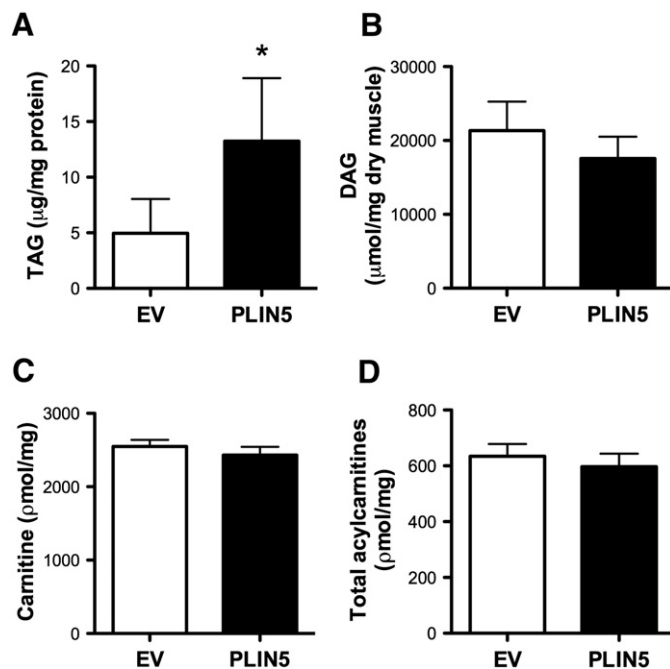 A
TAG (μg/mg protein)
20
15
10
5
0
*
EV
PLIN5
B
DAG
(μmol/mg dry muscle)
30000
20000
10000
0
EV
PLIN5
C
Carnitine (ρmol/mg)
3000
2000
1000
0
EV
PLIN5
D
Total acylcarnitines
(ρmol/mg)
800
600
400
200
0
EV
PLIN5